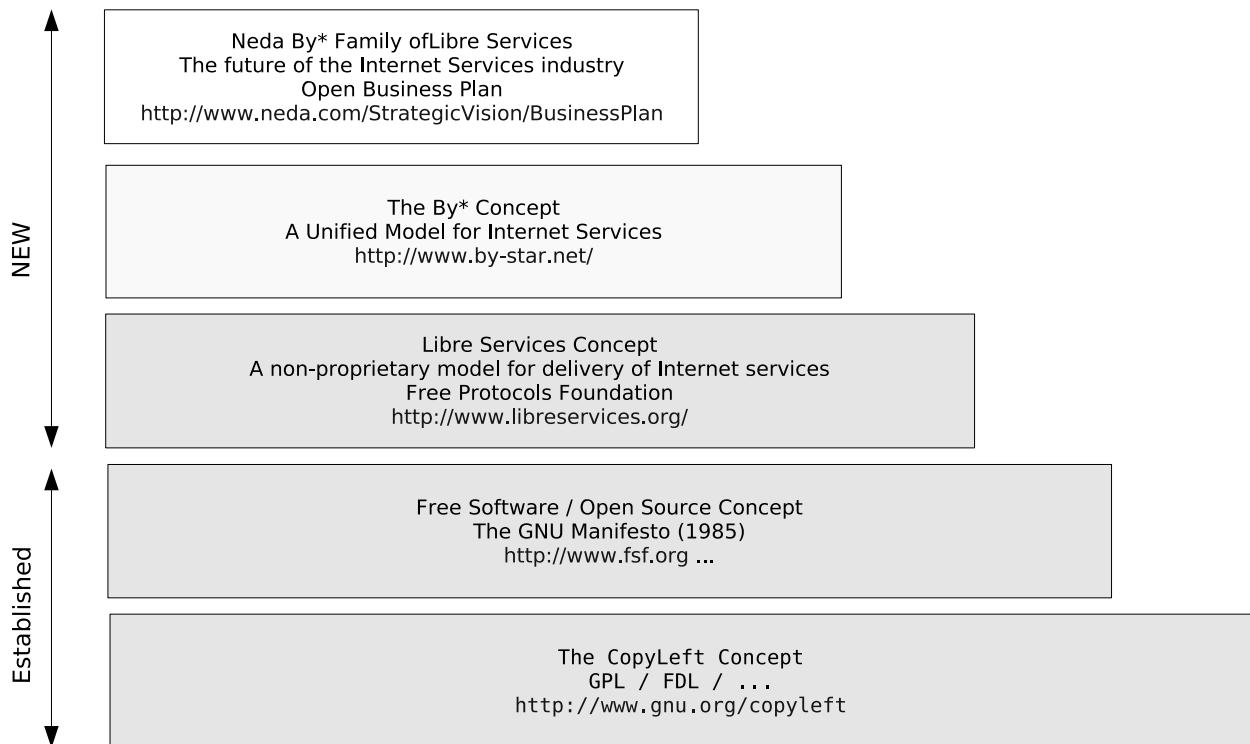 Neda By* Family ofLibre Services
The future of the Internet Services industry
Open Business Plan
http://www.neda.com/StrategicVision/BusinessPlan
NEW
The By* Concept
A Unified Model for Internet Services
http://www.by-star.net/
Libre Services Concept
A non-proprietary model for delivery of Internet services
Free Protocols Foundation
http://www.libreservices.org/
Established
Free Software / Open Source Concept
The GNU Manifesto (1985)
http://www.fsf.org ...
The CopyLeft Concept
GPL / FDL / ...
http://www.gnu.org/copyleft